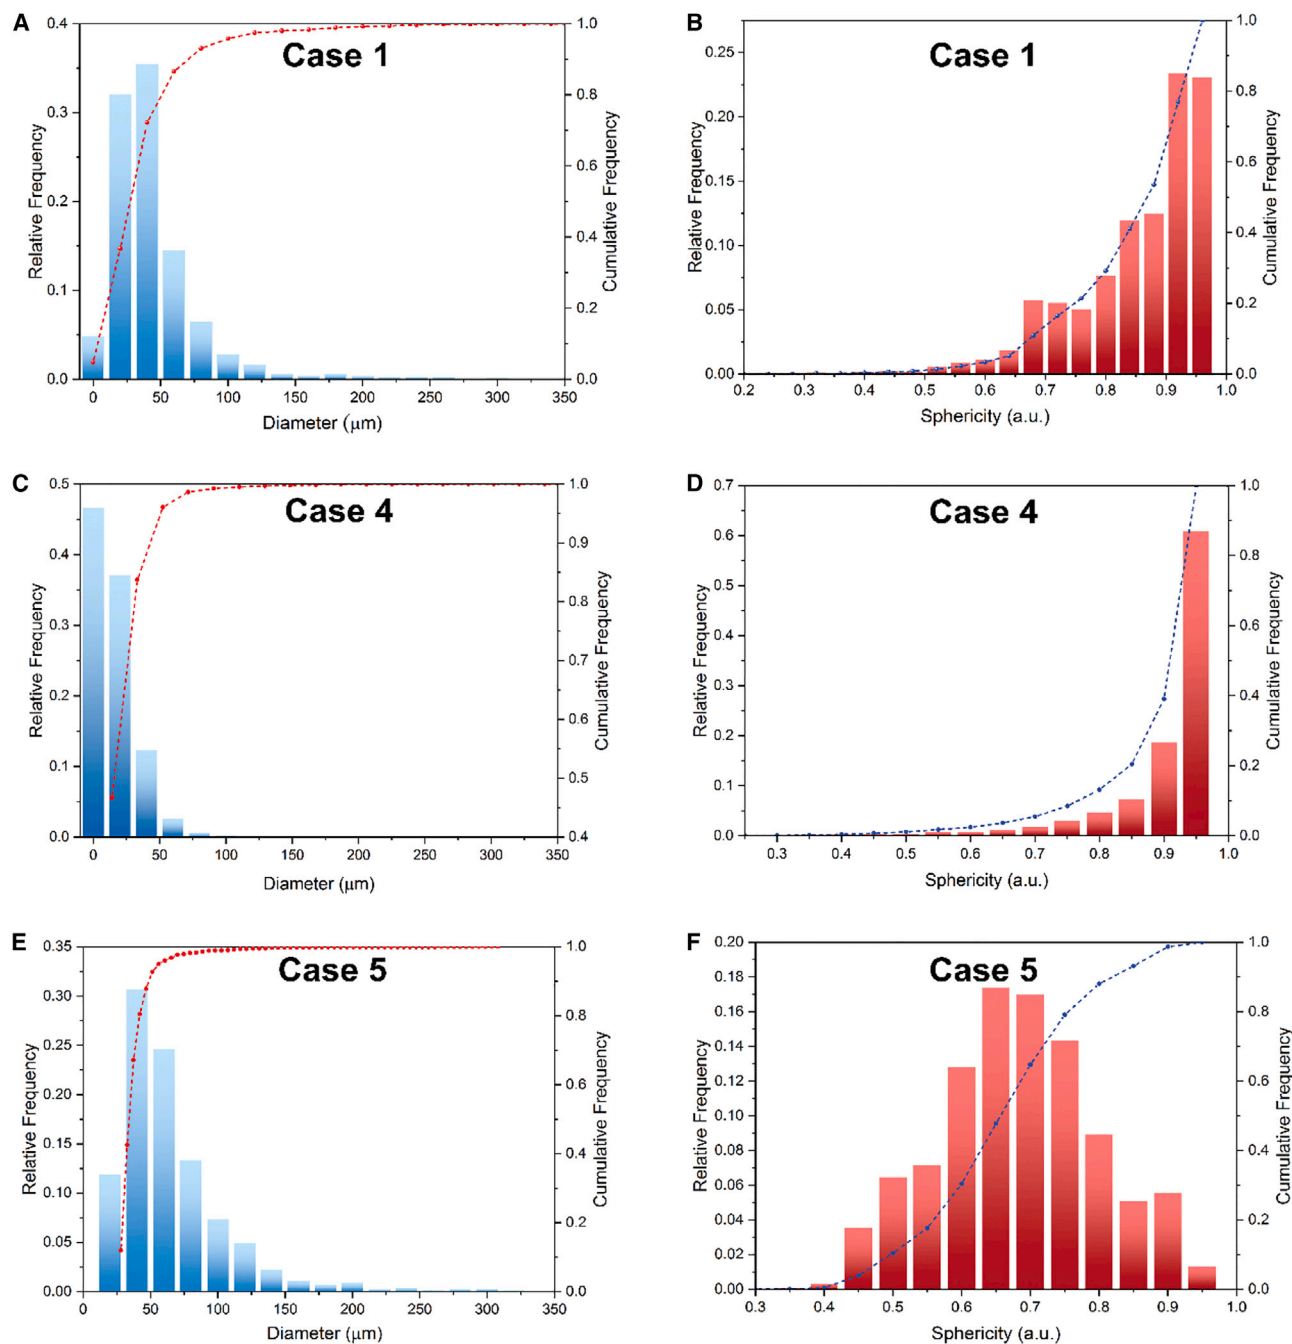 A
Case 1
0.4
0.3
0.2
0.1
0.0
1.0
0.8
0.6
0.4
0.2
0.0
Relative Frequency
Cumulative Frequency
0 50 100 150 200 250 300 350
Diameter (μm)
B
Case 1
0.25
0.20
0.15
0.10
0.05
0.00
1.0
0.8
0.6
0.4
0.2
0.0
Relative Frequency
Cumulative Frequency
0.2 0.3 0.4 0.5 0.6 0.7 0.8 0.9 1.0
Sphericity (a.u.)
C
Case 4
0.5
0.4
0.3
0.2
0.1
0.0
1.0
0.9
0.8
0.7
0.6
0.5
0.4
Relative Frequency
Cumulative Frequency
0 50 100 150 200 250 300 350
Diameter (μm)
D
Case 4
0.7
0.6
0.5
0.4
0.3
0.2
0.1
0.0
1.0
0.8
0.6
0.4
0.2
0.0
Relative Frequency
Cumulative Frequency
0.3 0.4 0.5 0.6 0.7 0.8 0.9 1.0
Sphericity (a.u.)
E
Case 5
0.35
0.30
0.25
0.20
0.15
0.10
0.05
0.00
1.0
0.8
0.6
0.4
0.2
0.0
Relative Frequency
Cumulative Frequency
0 50 100 150 200 250 300 350
Diameter (μm)
F
Case 5
0.20
0.18
0.16
0.14
0.12
0.10
0.08
0.06
0.04
0.02
0.00
1.0
0.8
0.6
0.4
0.2
0.0
Relative Frequency
Cumulative Frequency
0.3 0.4 0.5 0.6 0.7 0.8 0.9 1.0
Sphericity (a.u.)